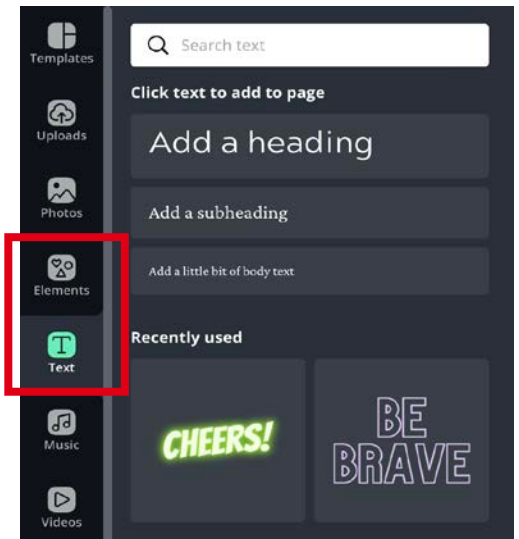 Templates
Uploads
Photos
Elements
Text
Music
Videos
Search text
Click text to add to page
Add a heading
Add a subheading
Add a little bit of body text
Recently used
CHEERS!
BE
BRAVE